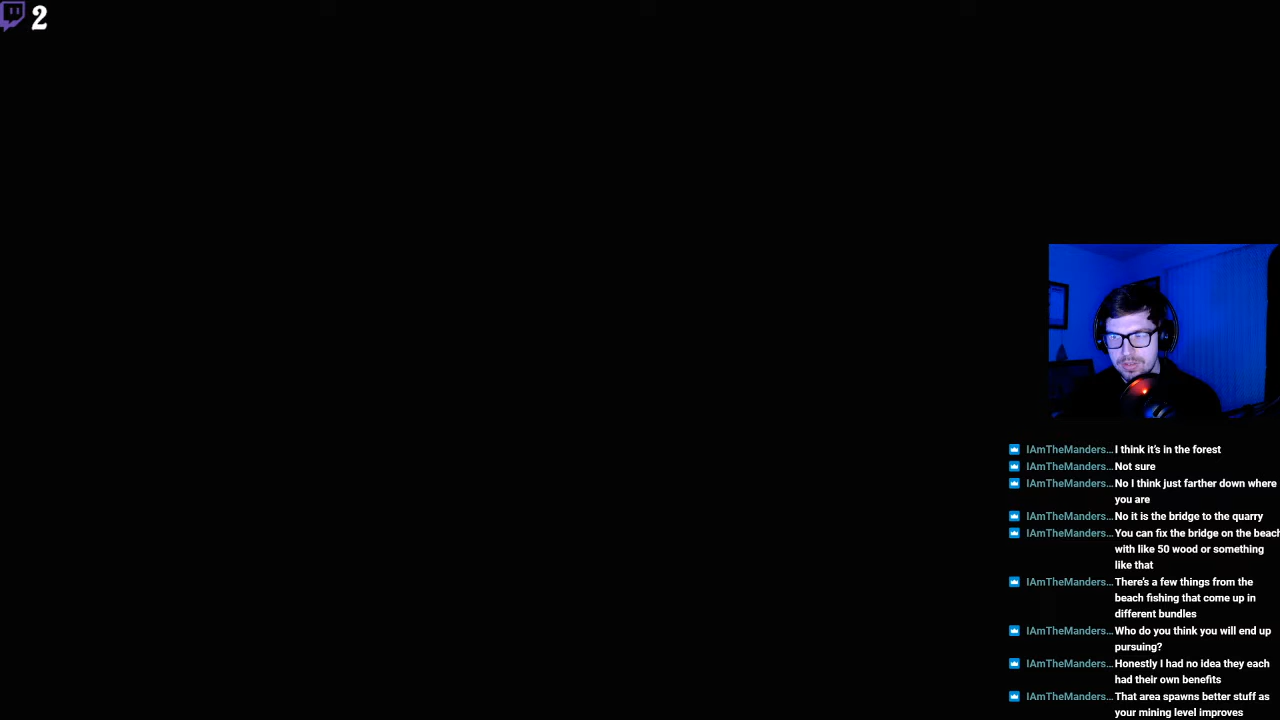 2
IAmTheManders... I think it's in the forest
IAmTheManders... Not sure
IAmTheManders... No I think just farther down where
you are
IAmTheManders... No it is the bridge to the quarry
IAmTheManders... You can fix the bridge on the beach
with like 50 wood or something
like that
IAmTheManders... There's a few things from the
beach fishing that come up in
different bundles
IAmTheManders... Who do you think you will end up
pursuing?
IAmTheManders... Honestly I had no idea they each
had their own benefits
IAmTheManders... That area spawns better stuff as
your mining level improves